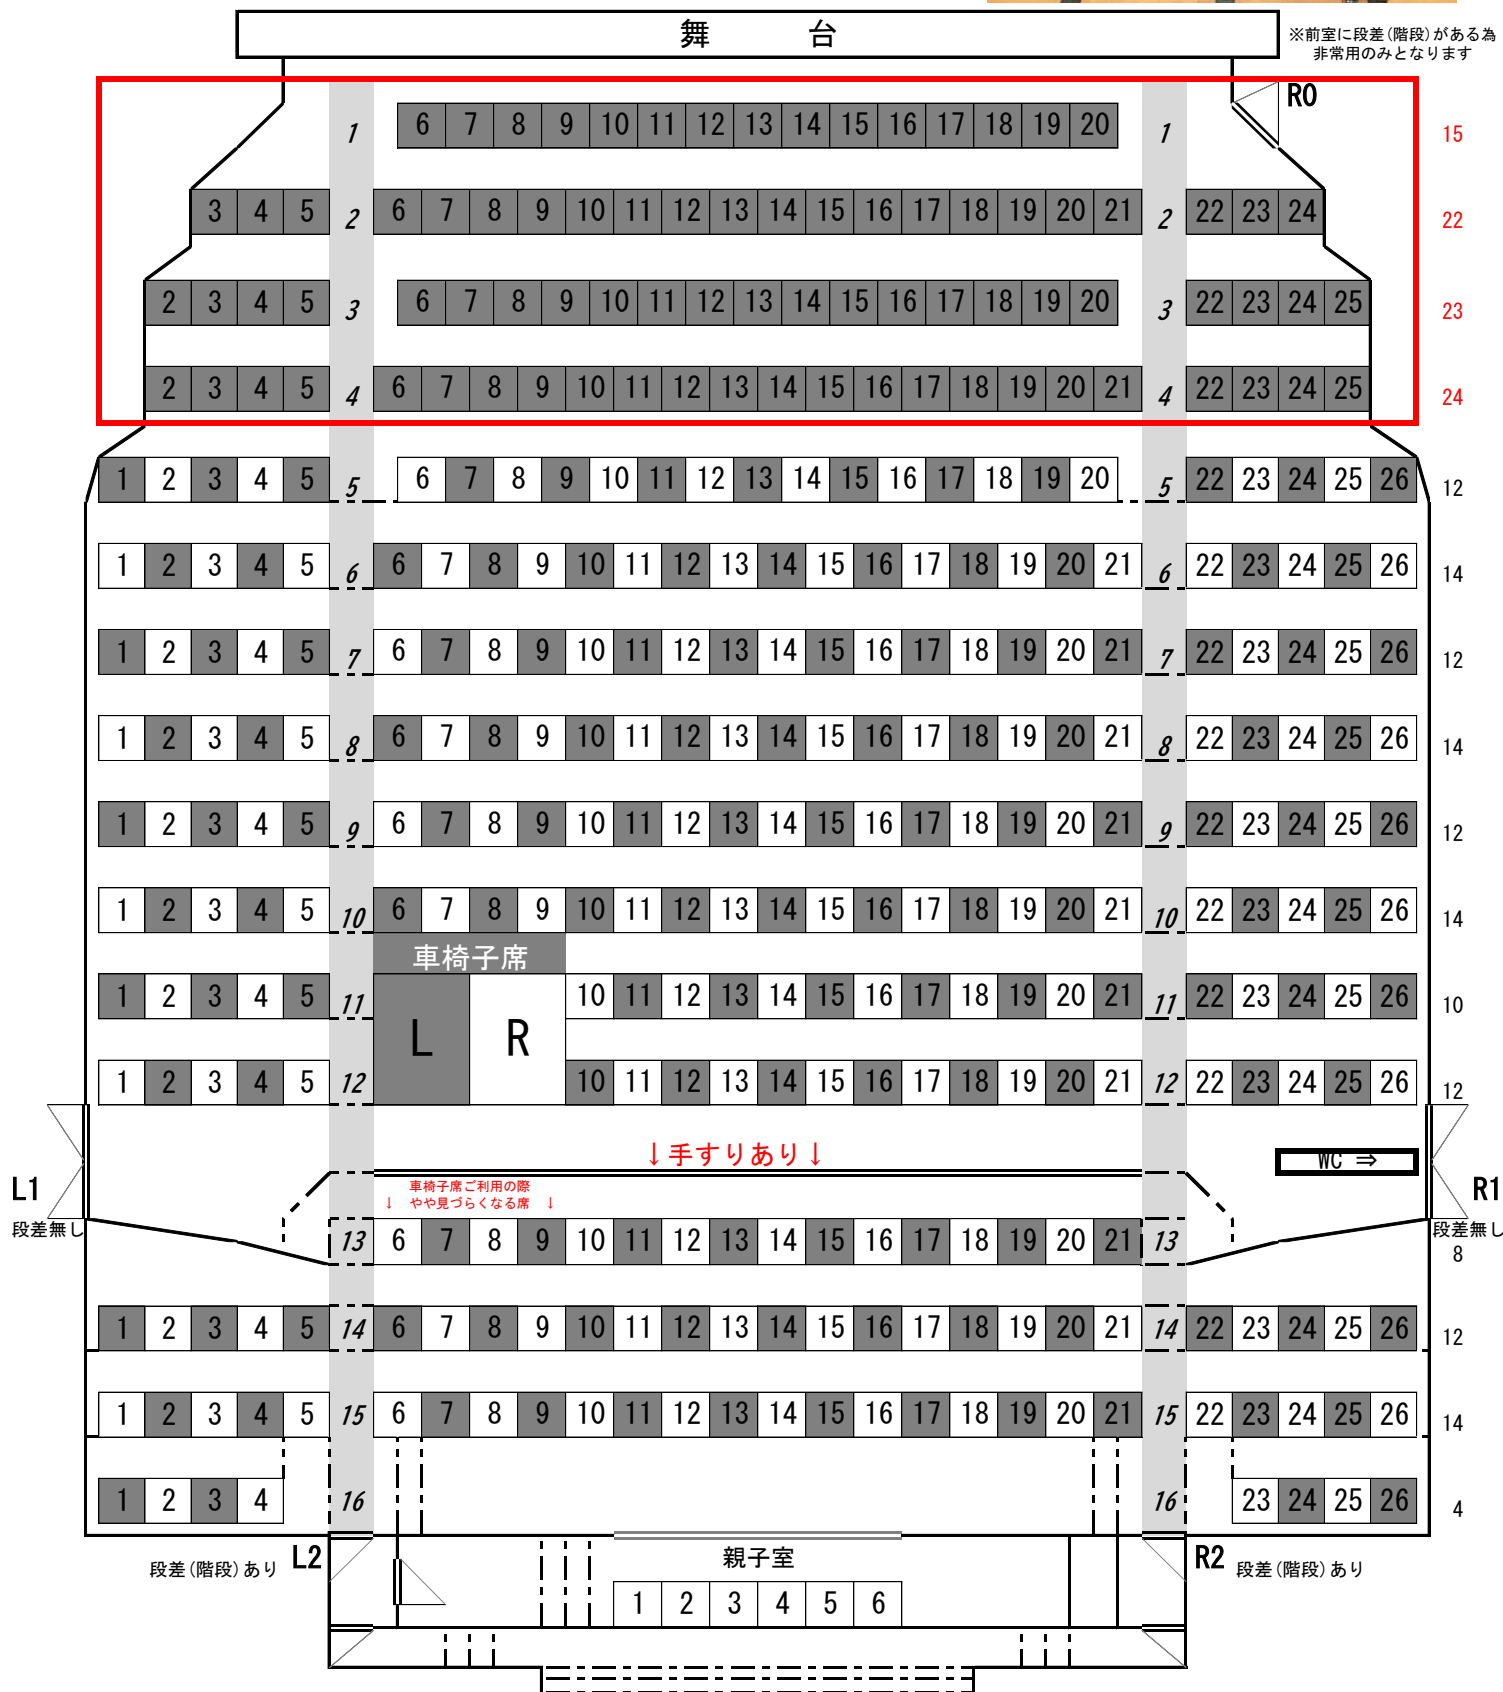 舞 台
※前室に段差(階段)がある為
非常用のみとなります
R0
1 6 7 8 9 10 11 12 13 14 15 16 17 18 19 20 1 15
3 4 5 2 6 7 8 9 10 11 12 13 14 15 16 17 18 19 20 21 2 22 23 24 22
2 3 4 5 3 6 7 8 9 10 11 12 13 14 15 16 17 18 19 20 3 22 23 24 25 23
2 3 4 5 4 6 7 8 9 10 11 12 13 14 15 16 17 18 19 20 21 4 22 23 24 25 24
1 2 3 4 5 5 6 7 8 9 10 11 12 13 14 15 16 17 18 19 20 5 22 23 24 25 26 12
1 2 3 4 5 6 6 7 8 9 10 11 12 13 14 15 16 17 18 19 20 21 6 22 23 24 25 26 14
1 2 3 4 5 7 6 7 8 9 10 11 12 13 14 15 16 17 18 19 20 21 7 22 23 24 25 26 12
1 2 3 4 5 8 6 7 8 9 10 11 12 13 14 15 16 17 18 19 20 21 8 22 23 24 25 26 14
1 2 3 4 5 9 6 7 8 9 10 11 12 13 14 15 16 17 18 19 20 21 9 22 23 24 25 26 12
1 2 3 4 5 10 6 7 8 9 10 11 12 13 14 15 16 17 18 19 20 21 10 22 23 24 25 26 14
車椅子席
1 2 3 4 5 11 10 11 12 13 14 15 16 17 18 19 20 21 11 22 23 24 25 26 10
L R
1 2 3 4 5 12 10 11 12 13 14 15 16 17 18 19 20 21 12 22 23 24 25 26 12
↓手すりあり↓
WC ⇒
L1
段差無し
R1
段差無し
車椅子席ご利用の際
↓ やや見づらくなる席 ↓
13 6 7 8 9 10 11 12 13 14 15 16 17 18 19 20 21 13 8
1 2 3 4 5 14 6 7 8 9 10 11 12 13 14 15 16 17 18 19 20 21 14 22 23 24 25 26 12
1 2 3 4 5 15 6 7 8 9 10 11 12 13 14 15 16 17 18 19 20 21 15 22 23 24 25 26 14
1 2 3 4 16 16 23 24 25 26 4
段差(階段)あり L2
親子室
R2 段差(階段)あり
1 2 3 4 5 6